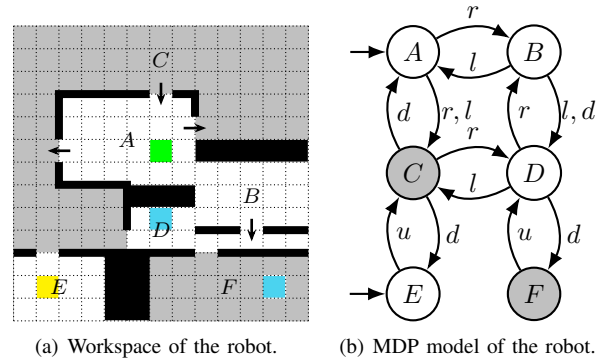 C
A
B
D
E
F
(a) Workspace of the robot.
r
A
B
l
d
r, l
r
l, d
r
C
D
l
u
d
u
d
E
F
(b) MDP model of the robot.